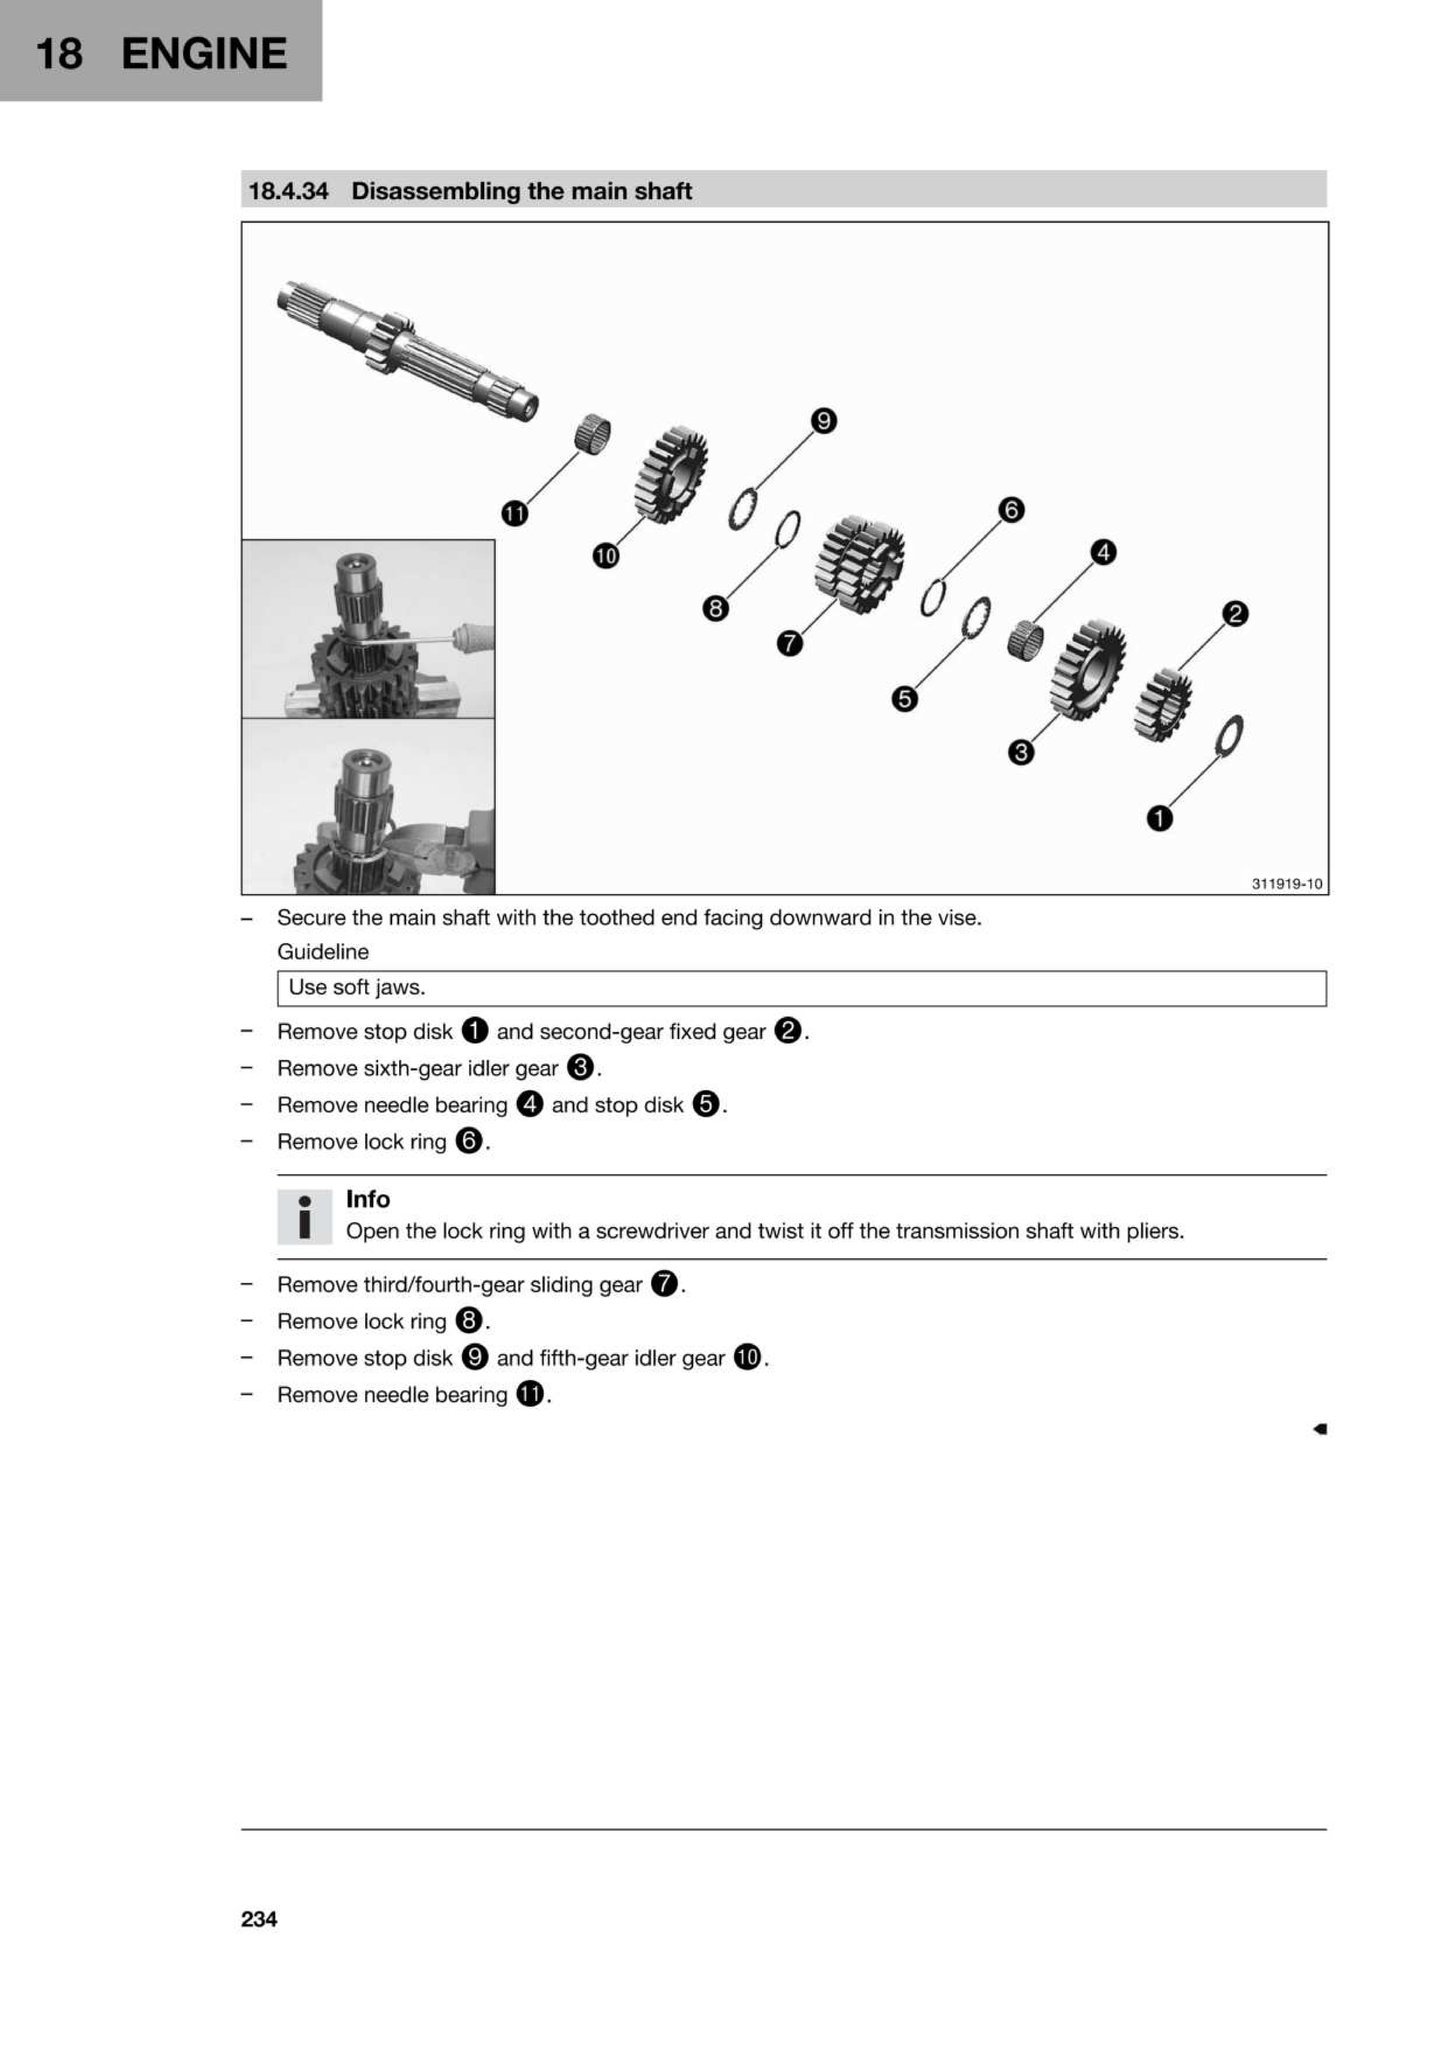 18 ENGINE
18.4.34 Disassembling the main shaft
9
11
10
6
4
8
2
7
5
3
1
311919-10
– Secure the main shaft with the toothed end facing downward in the vise.
Guideline
Use soft jaws.
– Remove stop disk 1 and second-gear fixed gear 2.
– Remove sixth-gear idler gear 3.
– Remove needle bearing 4 and stop disk 5.
– Remove lock ring 6.
i Info
Open the lock ring with a screwdriver and twist it off the transmission shaft with pliers.
– Remove third/fourth-gear sliding gear 7.
– Remove lock ring 8.
– Remove stop disk 9 and fifth-gear idler gear 10.
– Remove needle bearing 11.
234